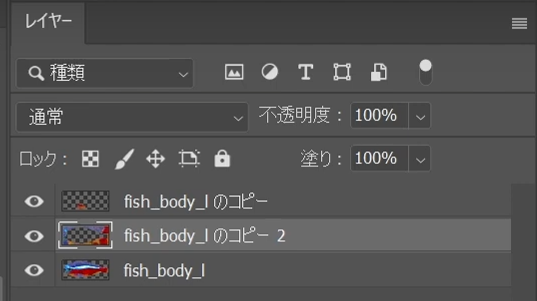 レイヤー
種類
通常 不透明度： 100%
ロック： 塗り： 100%
fish_body_l のコピー
fish_body_l のコピー 2
fish_body_l